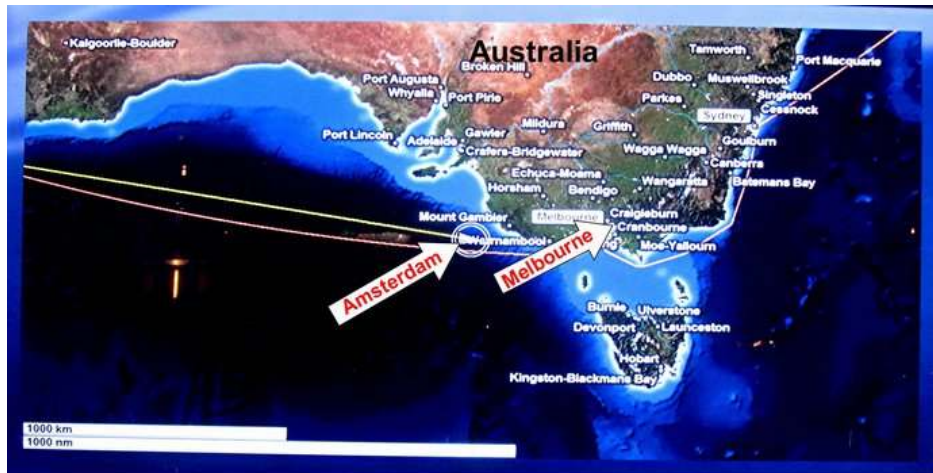 Kalgoorlie-Boulder
Australia
Tamworth
Port Macquarie
Broken Hill
Port Augusta
Dubbo
Muswellbrook
Whyalla
Port Pirie
Parkes
Singleton
Cessnock
Sydney
Mildura
Griffith
Port Lincoln
Adelaide
Gawler
Goulburn
Crafers-Bridgewater
Wagga Wagga
Canberra
Echuca-Moama
Horsham
Bendigo
Wangaratta
Batemans Bay
Mount Gambier
Melbourne
Craigieburn
Cranbourne
Warrnambool
Moe-Yallourn
Amsterdam
Melbourne
Burnie
Ulverstone
Devonport
Launceston
Hobart
Kingston-Blackmans Bay
1000 km
1000 nm